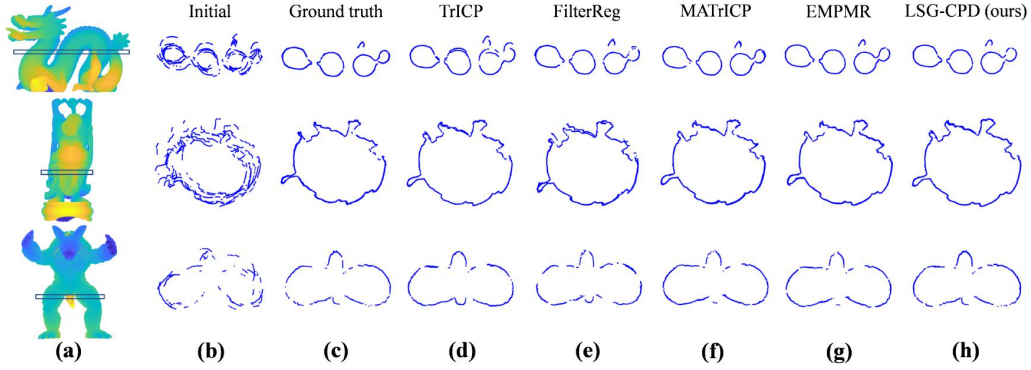 Initial Ground truth TrICP FilterReg MATrICP EMPMR LSG-CPD (ours)
(a) (b) (c) (d) (e) (f) (g) (h)